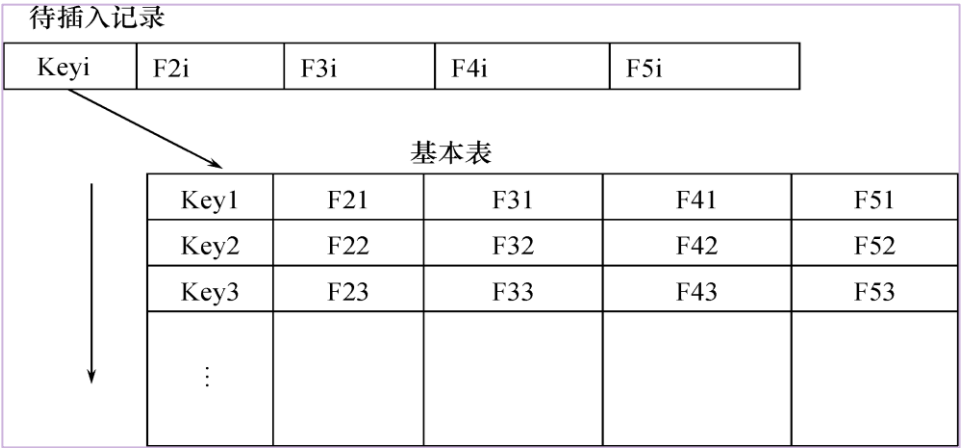 待插入记录
Keyi F2i F3i F4i F5i
基本表
Key1 F21 F31 F41 F51
Key2 F22 F32 F42 F52
Key3 F23 F33 F43 F53
⋮